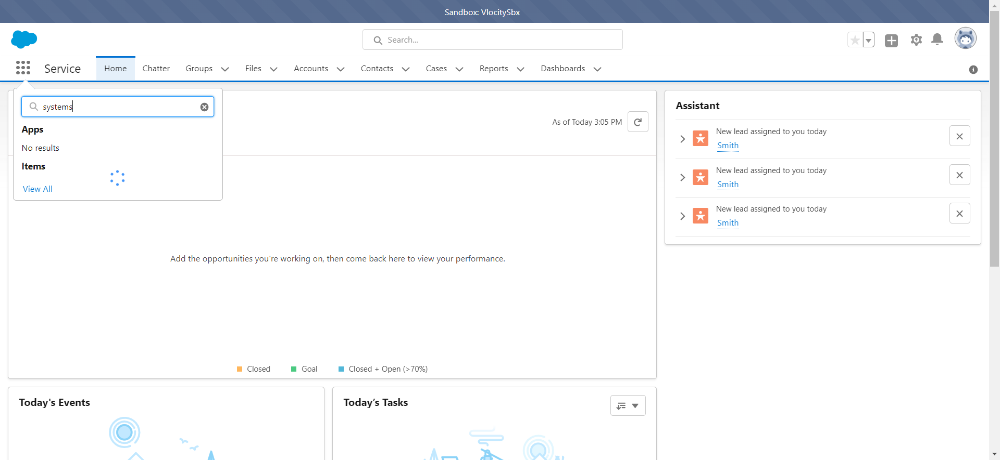 Sandbox: VlocitySbx
Search...
Service
Home
Chatter
Groups
Files
Accounts
Contacts
Cases
Reports
Dashboards
systems
Apps
No results
Items
View All
As of Today 3:05 PM
Add the opportunities you're working on, then come back here to view your performance.
Closed
Goal
Closed + Open (>70%)
Assistant
New lead assigned to you today
Smith
New lead assigned to you today
Smith
New lead assigned to you today
Smith
Today's Events
Today’s Tasks